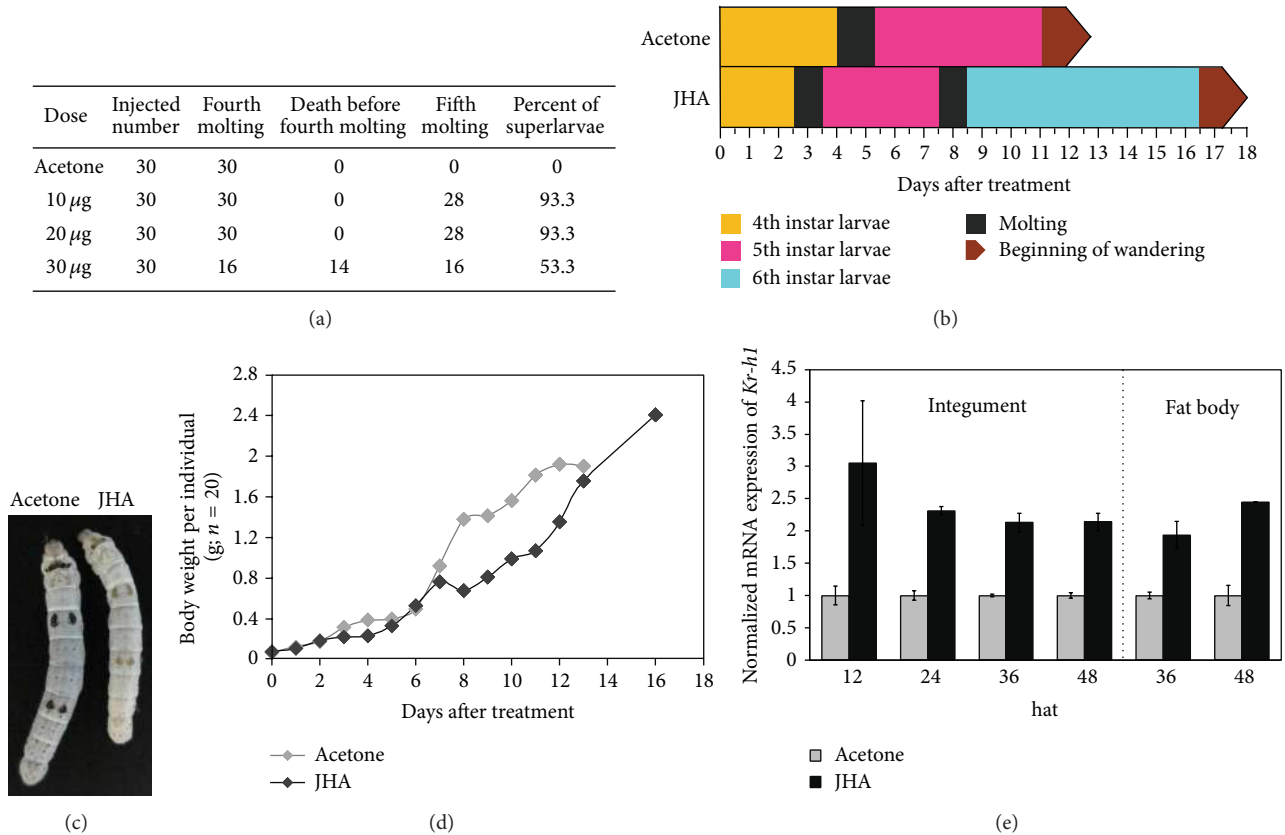 Dose Injected number Fourth molting Death before fourth molting Fifth molting Percent of superlarvae
Acetone 30 30 0 0 0
10 μg 30 30 0 28 93.3
20 μg 30 30 0 28 93.3
30 μg 30 16 14 16 53.3
(a)
Acetone
JHA
0 1 2 3 4 5 6 7 8 9 10 11 12 13 14 15 16 17 18
Days after treatment
4th instar larvae
5th instar larvae
6th instar larvae
Molting
Beginning of wandering
(b)
Acetone JHA
(c)
Body weight per individual
(g; n = 20)
2.8
2.4
2
1.6
1.2
0.8
0.4
0
0 2 4 6 8 10 12 14 16 18
Days after treatment
Acetone
JHA
(d)
Normalized mRNA expression of Kr-h1
4.5
4
3.5
3
2.5
2
1.5
1
0.5
0
Integument
Fat body
12 24 36 48 36 48
hat
Acetone
JHA
(e)